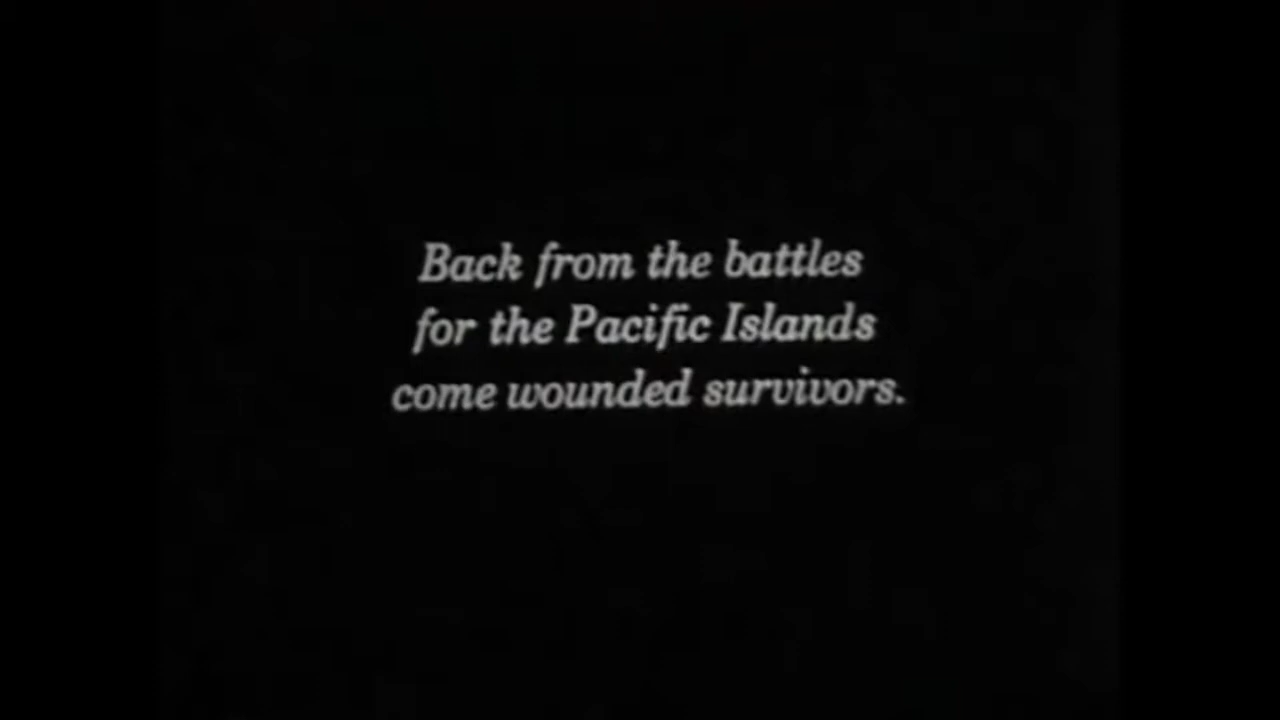 Back from the battles
for the Pacific Islands
come wounded survivors.